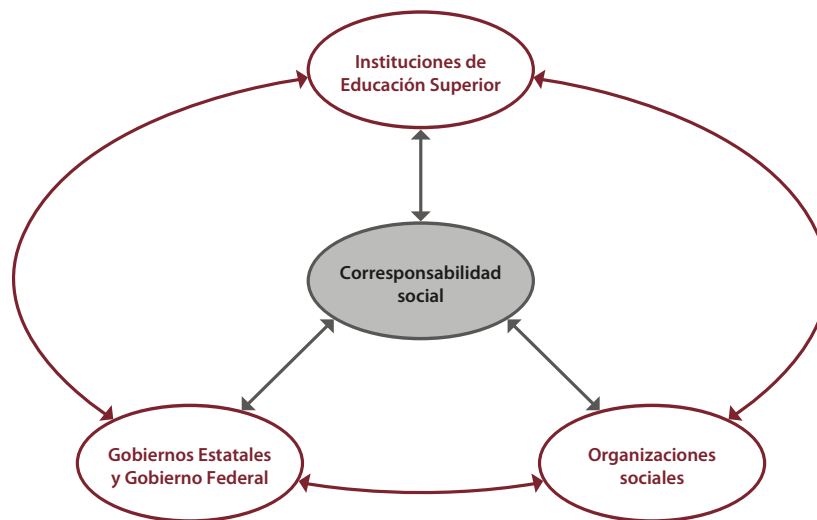 Instituciones de
Educación Superior
Corresponsabilidad
social
Gobiernos Estatales
y Gobierno Federal
Organizaciones
sociales